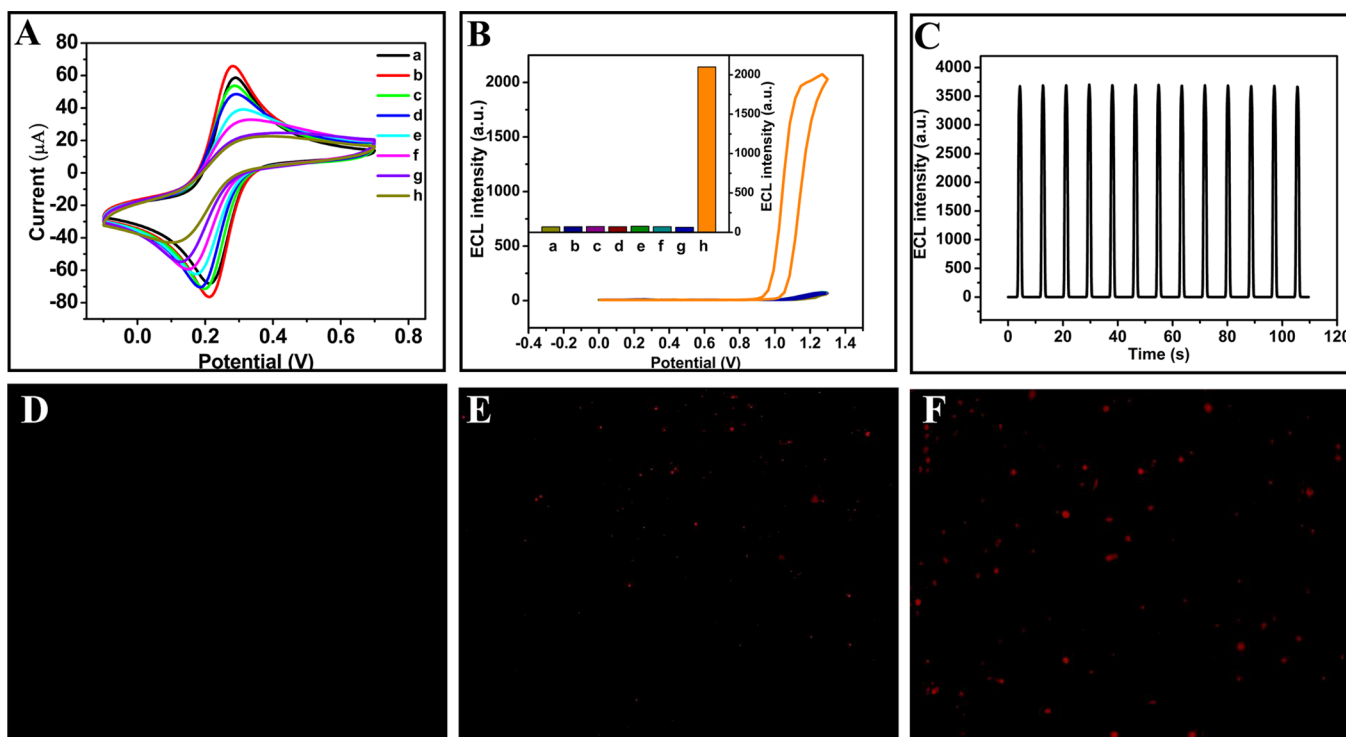 A
80
60
40
20
0
-20
-40
-60
-80
Current (μA)
0.0 0.2 0.4 0.6 0.8
Potential (V)
a
b
c
d
e
f
g
h
B
2000
1500
1000
500
0
ECL intensity (a.u.)
-0.4 -0.2 0.0 0.2 0.4 0.6 0.8 1.0 1.2 1.4
Potential (V)
a b c d e f g h
2000
1500
1000
500
0
ECL intensity (a.u.)
C
4000
3500
3000
2500
2000
1500
1000
500
0
ECL intensity (a.u.)
0 20 40 60 80 100 120
Time (s)
D
E
F